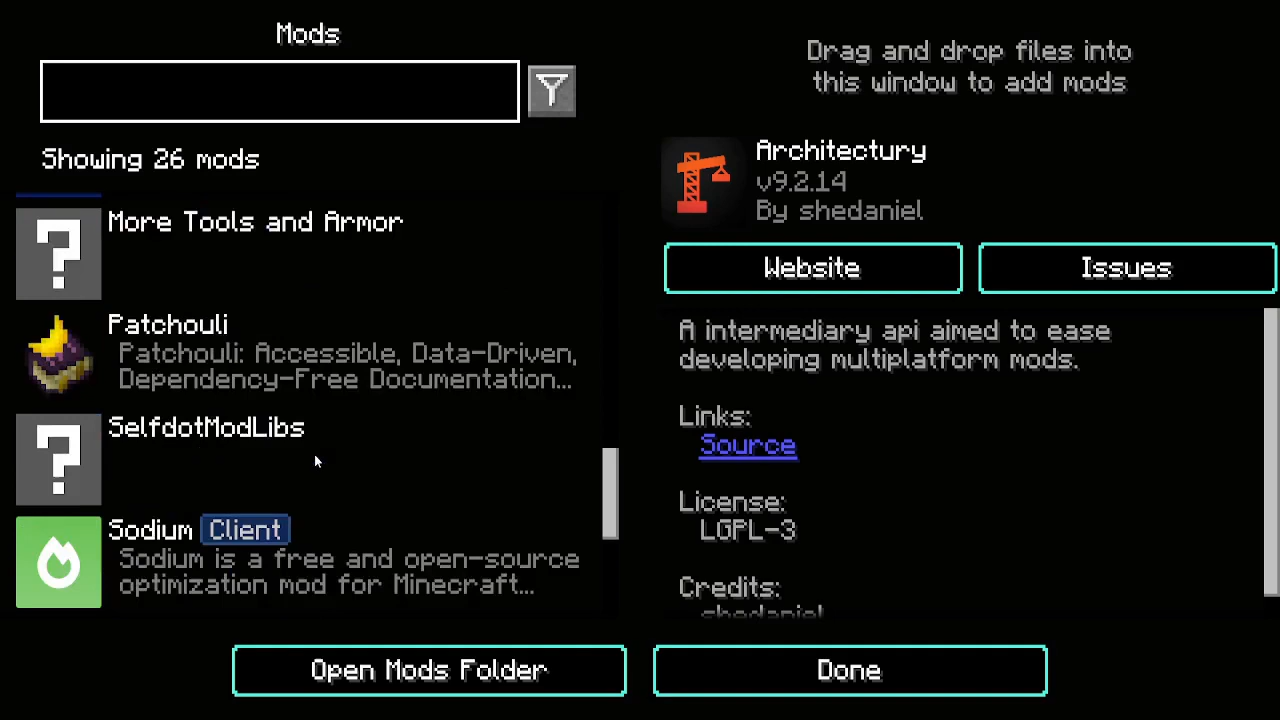 Mods
Showing 26 mods
More Tools and Armor
Patchouli
Patchouli: Accessible, Data-Driven,
Dependency-Free Documentation...
SelfdotModLibs
Sodium Client
Sodium is a free and open-source
optimization mod for Minecraft...
Drag and drop files into
this window to add mods
Architectury
v9.2.14
By shedaniel
Website
Issues
A intermediary api aimed to ease
developing multiplatform mods.
Links:
Source
License:
LGPL-3
Credits:
shedaniel
Open Mods Folder
Done